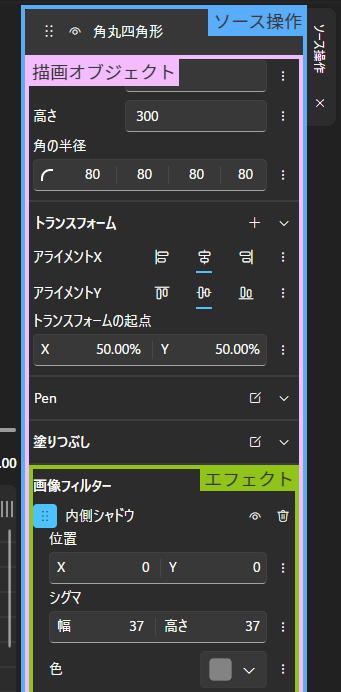 ソース操作
角丸四角形
ソース操作
描画オブジェクト
高さ 300
角の半径
80 80 80 80
トランスフォーム
アライメントX
アライメントY
トランスフォームの起点
X 50.00% Y 50.00%
Pen
塗りつぶし
.00
エフェクト
画像フィルター
内側シャドウ
位置
X 0 Y 0
シグマ
幅 37 高さ 37
色